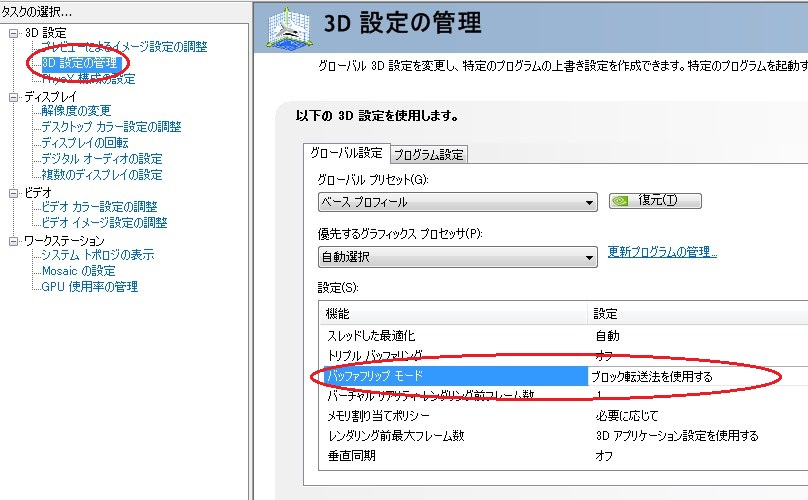 タスクの選択...
3D 設定
プレビューによるイメージ設定の調整
3D 設定の管理
PhysX 構成の設定
ディスプレイ
解像度の変更
デスクトップ カラー設定の調整
ディスプレイの回転
デジタル オーディオの設定
複数のディスプレイの設定
ビデオ
ビデオ カラー設定の調整
ビデオ イメージ設定の調整
ワークステーション
システム トポロジの表示
Mosaic の設定
GPU 使用率の管理
3D 設定の管理
グローバル 3D 設定を変更し、特定のプログラムの上書き設定を作成できます。特定のプログラムを起動す
以下の 3D 設定を使用します。
グローバル設定 プログラム設定
グローバル プリセット(G):
ベース プロフィール 復元(T)
優先するグラフィックス プロセッサ(P):
自動選択 更新プログラムの管理...
設定(S):
機能 設定
スレッドした最適化 自動
トリプル バッファリング オフ
バッファフリップ モード ブロック転送法を使用する
バーチャル リアリティ レンダリング前フレーム数 1
メモリ割り当てポリシー 必要に応じて
レンダリング前最大フレーム数 3D アプリケーション設定を使用する
垂直同期 オフ